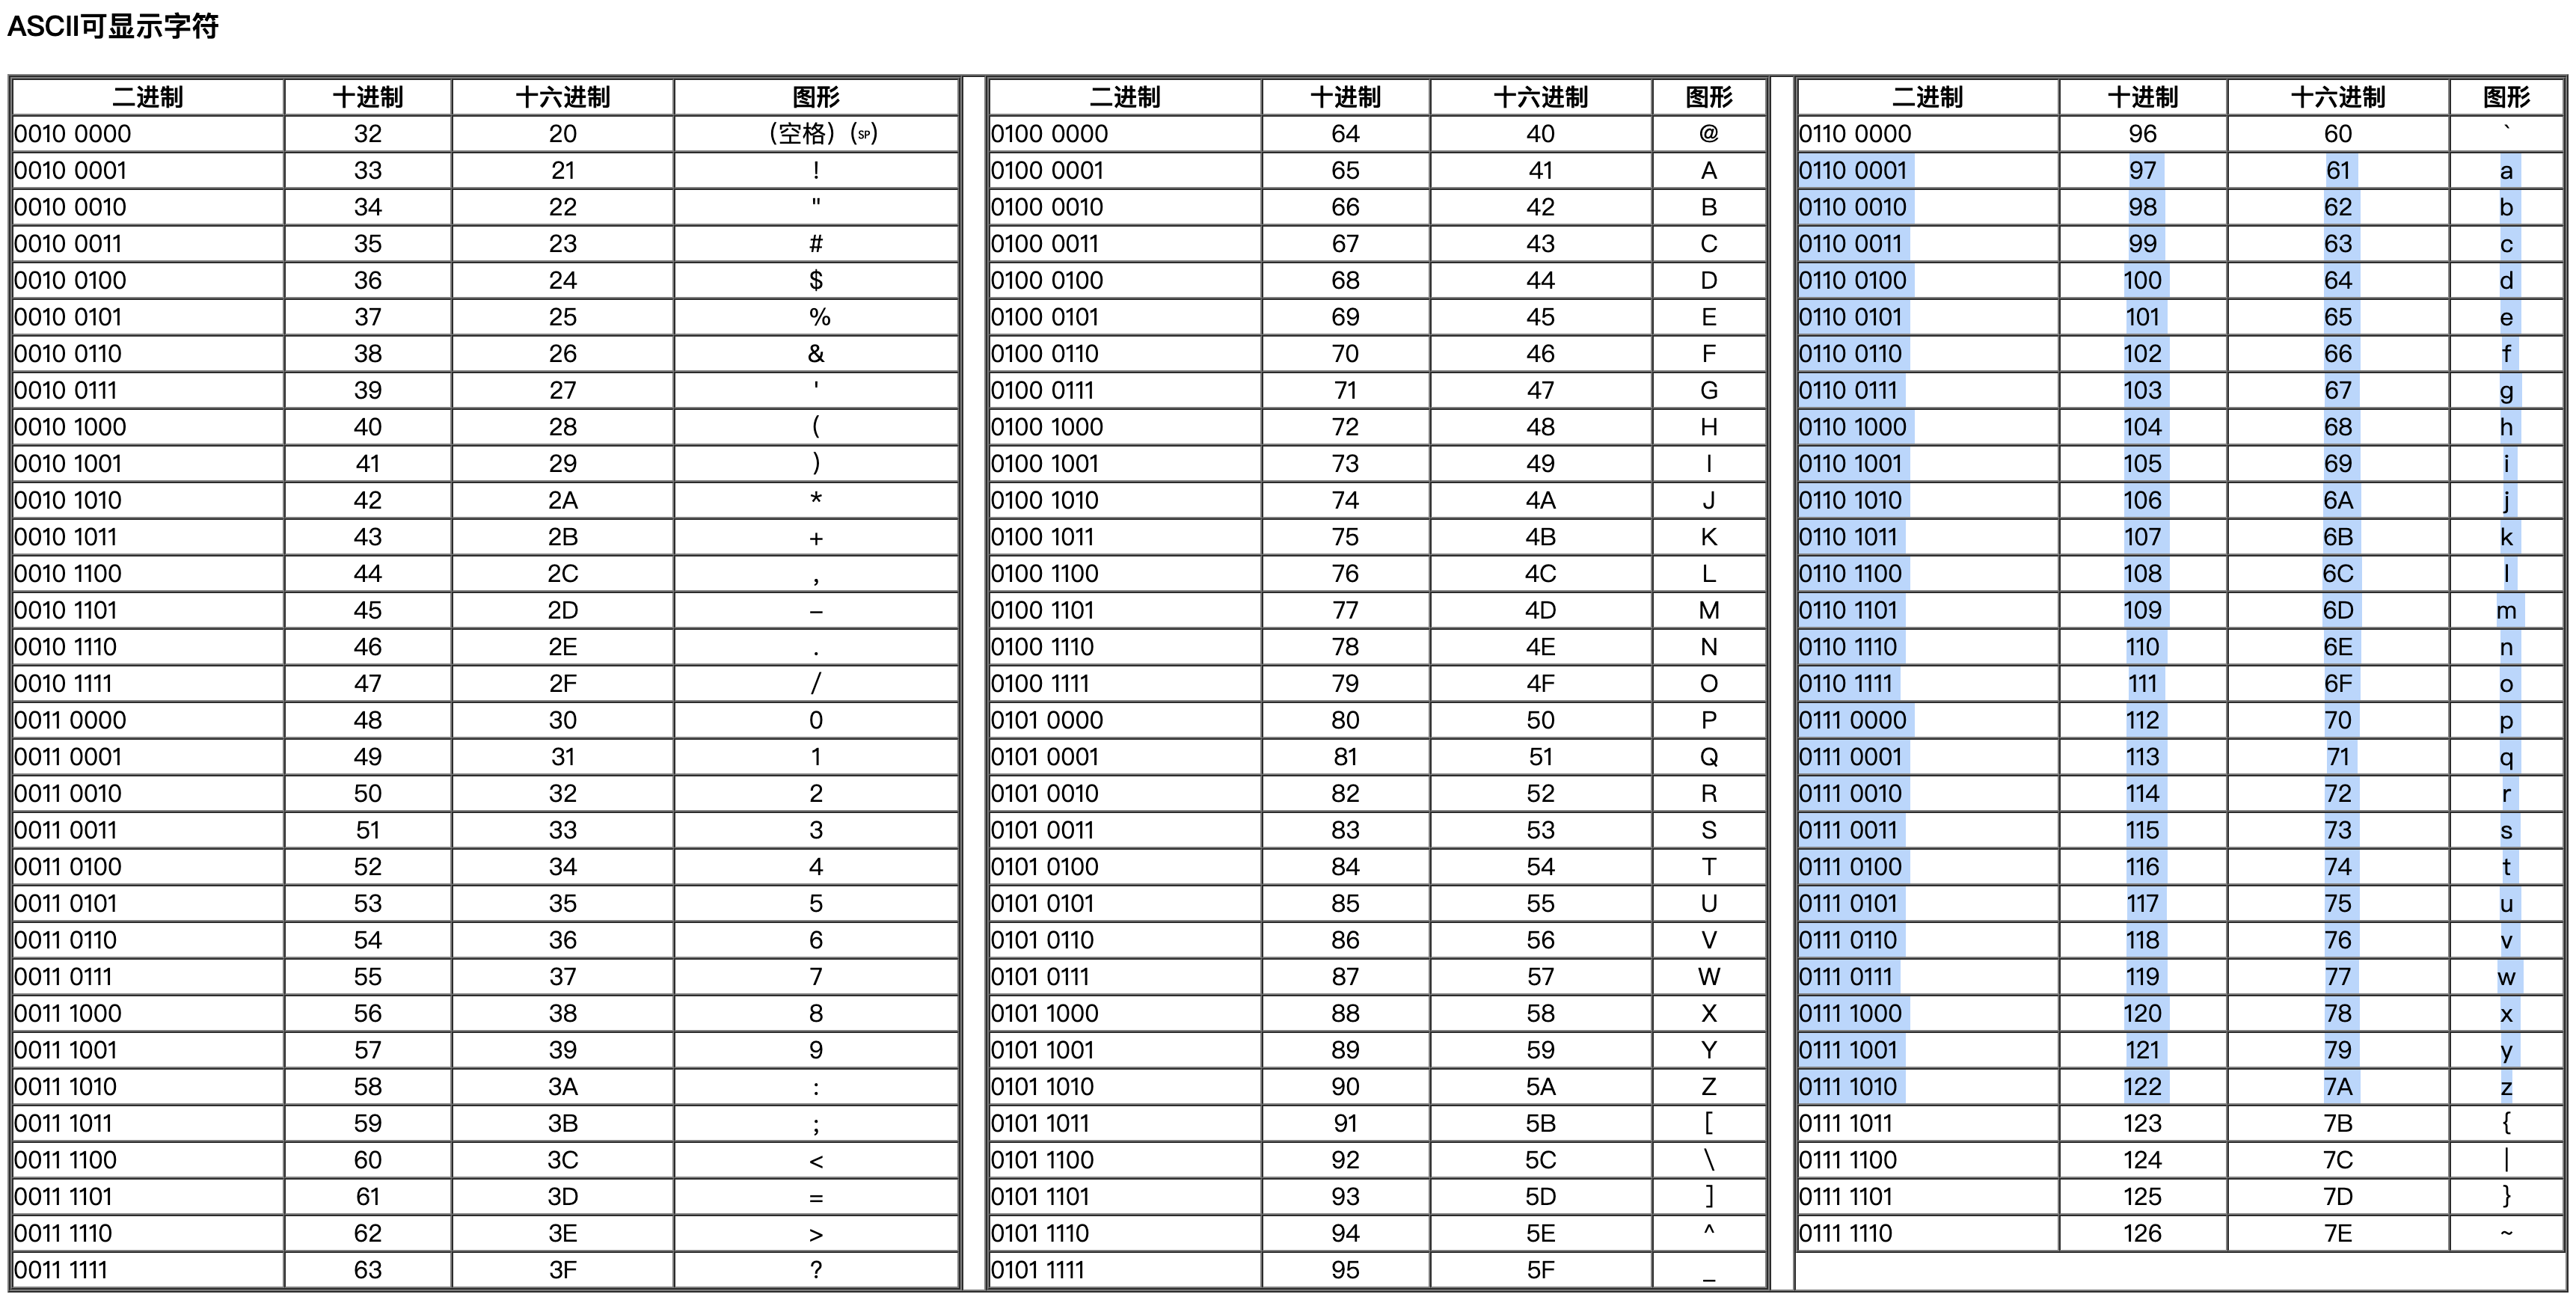 ASCII可显示字符
二进制 十进制 十六进制 图形 二进制 十进制 十六进制 图形 二进制 十进制 十六进制 图形
0010 0000 32 20 (空格) (␠) 0100 0000 64 40 @ 0110 0000 96 60 `
0010 0001 33 21 ! 0100 0001 65 41 A 0110 0001 97 61 a
0010 0010 34 22 " 0100 0010 66 42 B 0110 0010 98 62 b
0010 0011 35 23 # 0100 0011 67 43 C 0110 0011 99 63 c
0010 0100 36 24 $ 0100 0100 68 44 D 0110 0100 100 64 d
0010 0101 37 25 % 0100 0101 69 45 E 0110 0101 101 65 e
0010 0110 38 26 & 0100 0110 70 46 F 0110 0110 102 66 f
0010 0111 39 27 ' 0100 0111 71 47 G 0110 0111 103 67 g
0010 1000 40 28 ( 0100 1000 72 48 H 0110 1000 104 68 h
0010 1001 41 29 ) 0100 1001 73 49 I 0110 1001 105 69 i
0010 1010 42 2A * 0100 1010 74 4A J 0110 1010 106 6A j
0010 1011 43 2B + 0100 1011 75 4B K 0110 1011 107 6B k
0010 1100 44 2C , 0100 1100 76 4C L 0110 1100 108 6C l
0010 1101 45 2D – 0100 1101 77 4D M 0110 1101 109 6D m
0010 1110 46 2E . 0100 1110 78 4E N 0110 1110 110 6E n
0010 1111 47 2F / 0100 1111 79 4F O 0110 1111 111 6F o
0011 0000 48 30 0 0101 0000 80 50 P 0111 0000 112 70 p
0011 0001 49 31 1 0101 0001 81 51 Q 0111 0001 113 71 q
0011 0010 50 32 2 0101 0010 82 52 R 0111 0010 114 72 r
0011 0011 51 33 3 0101 0011 83 53 S 0111 0011 115 73 s
0011 0100 52 34 4 0101 0100 84 54 T 0111 0100 116 74 t
0011 0101 53 35 5 0101 0101 85 55 U 0111 0101 117 75 u
0011 0110 54 36 6 0101 0110 86 56 V 0111 0110 118 76 v
0011 0111 55 37 7 0101 0111 87 57 W 0111 0111 119 77 w
0011 1000 56 38 8 0101 1000 88 58 X 0111 1000 120 78 x
0011 1001 57 39 9 0101 1001 89 59 Y 0111 1001 121 79 y
0011 1010 58 3A : 0101 1010 90 5A Z 0111 1010 122 7A z
0011 1011 59 3B ; 0101 1011 91 5B [ 0111 1011 123 7B {
0011 1100 60 3C < 0101 1100 92 5C \ 0111 1100 124 7C |
0011 1101 61 3D = 0101 1101 93 5D ] 0111 1101 125 7D }
0011 1110 62 3E > 0101 1110 94 5E ^ 0111 1110 126 7E ~
0011 1111 63 3F ? 0101 1111 95 5F _